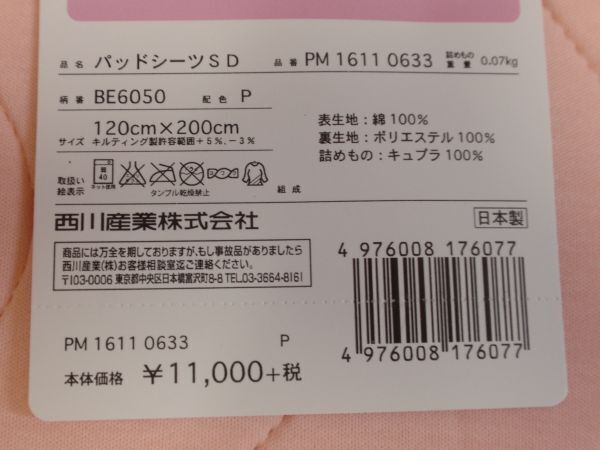 品名 パッドシーツSD 品番 PM 1611 0633 詰めもの重量 0.07kg
柄番 BE6050 配色 P
サイズ 120cm×200cm
キルティング製許容範囲+5%、−3%
表生地：綿100%
裏生地：ポリエステル100%
詰めもの：キュプラ100%
取扱い絵表示 40 ネット使用 タンブル乾燥禁止 組成
西川産業株式会社 日本製
商品には万全を期しておりますが、もし事故品がありましたら
西川産業(株)お客様相談室迄ご連絡ください。
〒103-0006 東京都中央区日本橋富沢町8-8 TEL.03-3664-8161
4 976008 176077
4 976008 176077
PM 1611 0633 P
本体価格 ¥11,000+税